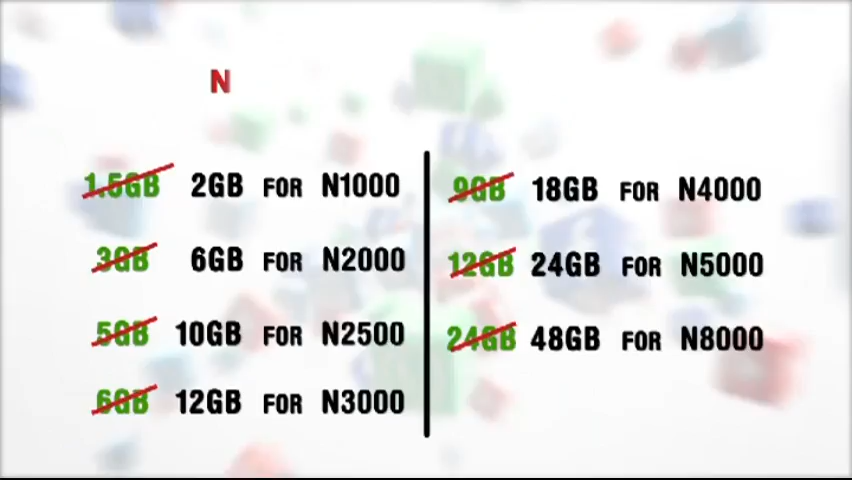 N
1.5GB 2GB FOR N1000
3GB 6GB FOR N2000
5GB 10GB FOR N2500
6GB 12GB FOR N3000
9GB 18GB FOR N4000
12GB 24GB FOR N5000
24GB 48GB FOR N8000